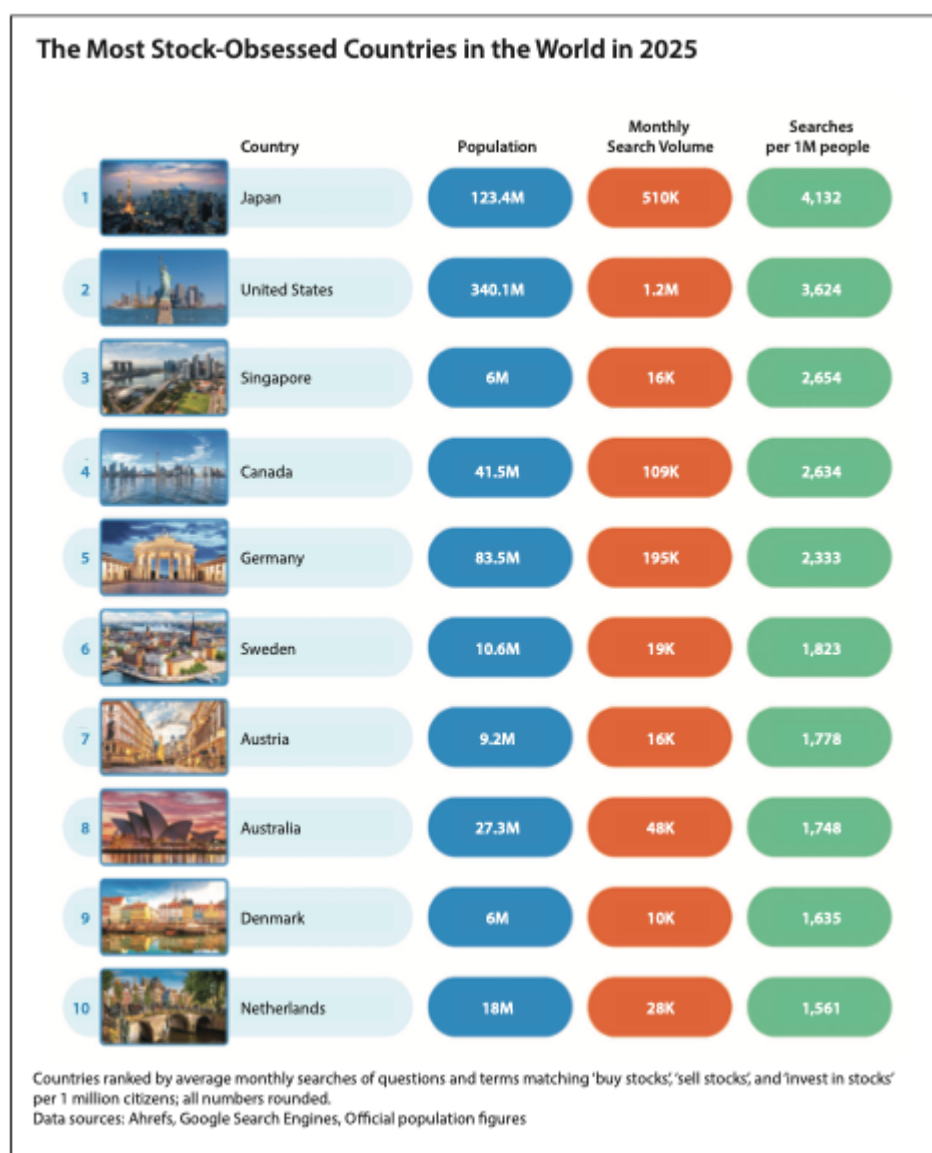 The Most Stock-Obsessed Countries in the World in 2025
Country Population Monthly Search Volume Searches per 1M people
1 Japan 123.4M 510K 4,132
2 United States 340.1M 1.2M 3,624
3 Singapore 6M 16K 2,654
4 Canada 41.5M 109K 2,634
5 Germany 83.5M 195K 2,333
6 Sweden 10.6M 19K 1,823
7 Austria 9.2M 16K 1,778
8 Australia 27.3M 48K 1,748
9 Denmark 6M 10K 1,635
10 Netherlands 18M 28K 1,561
Countries ranked by average monthly searches of questions and terms matching ‘buy stocks’, ‘sell stocks’, and ‘invest in stocks’
per 1 million citizens; all numbers rounded.
Data sources: Ahrefs, Google Search Engines, Official population figures